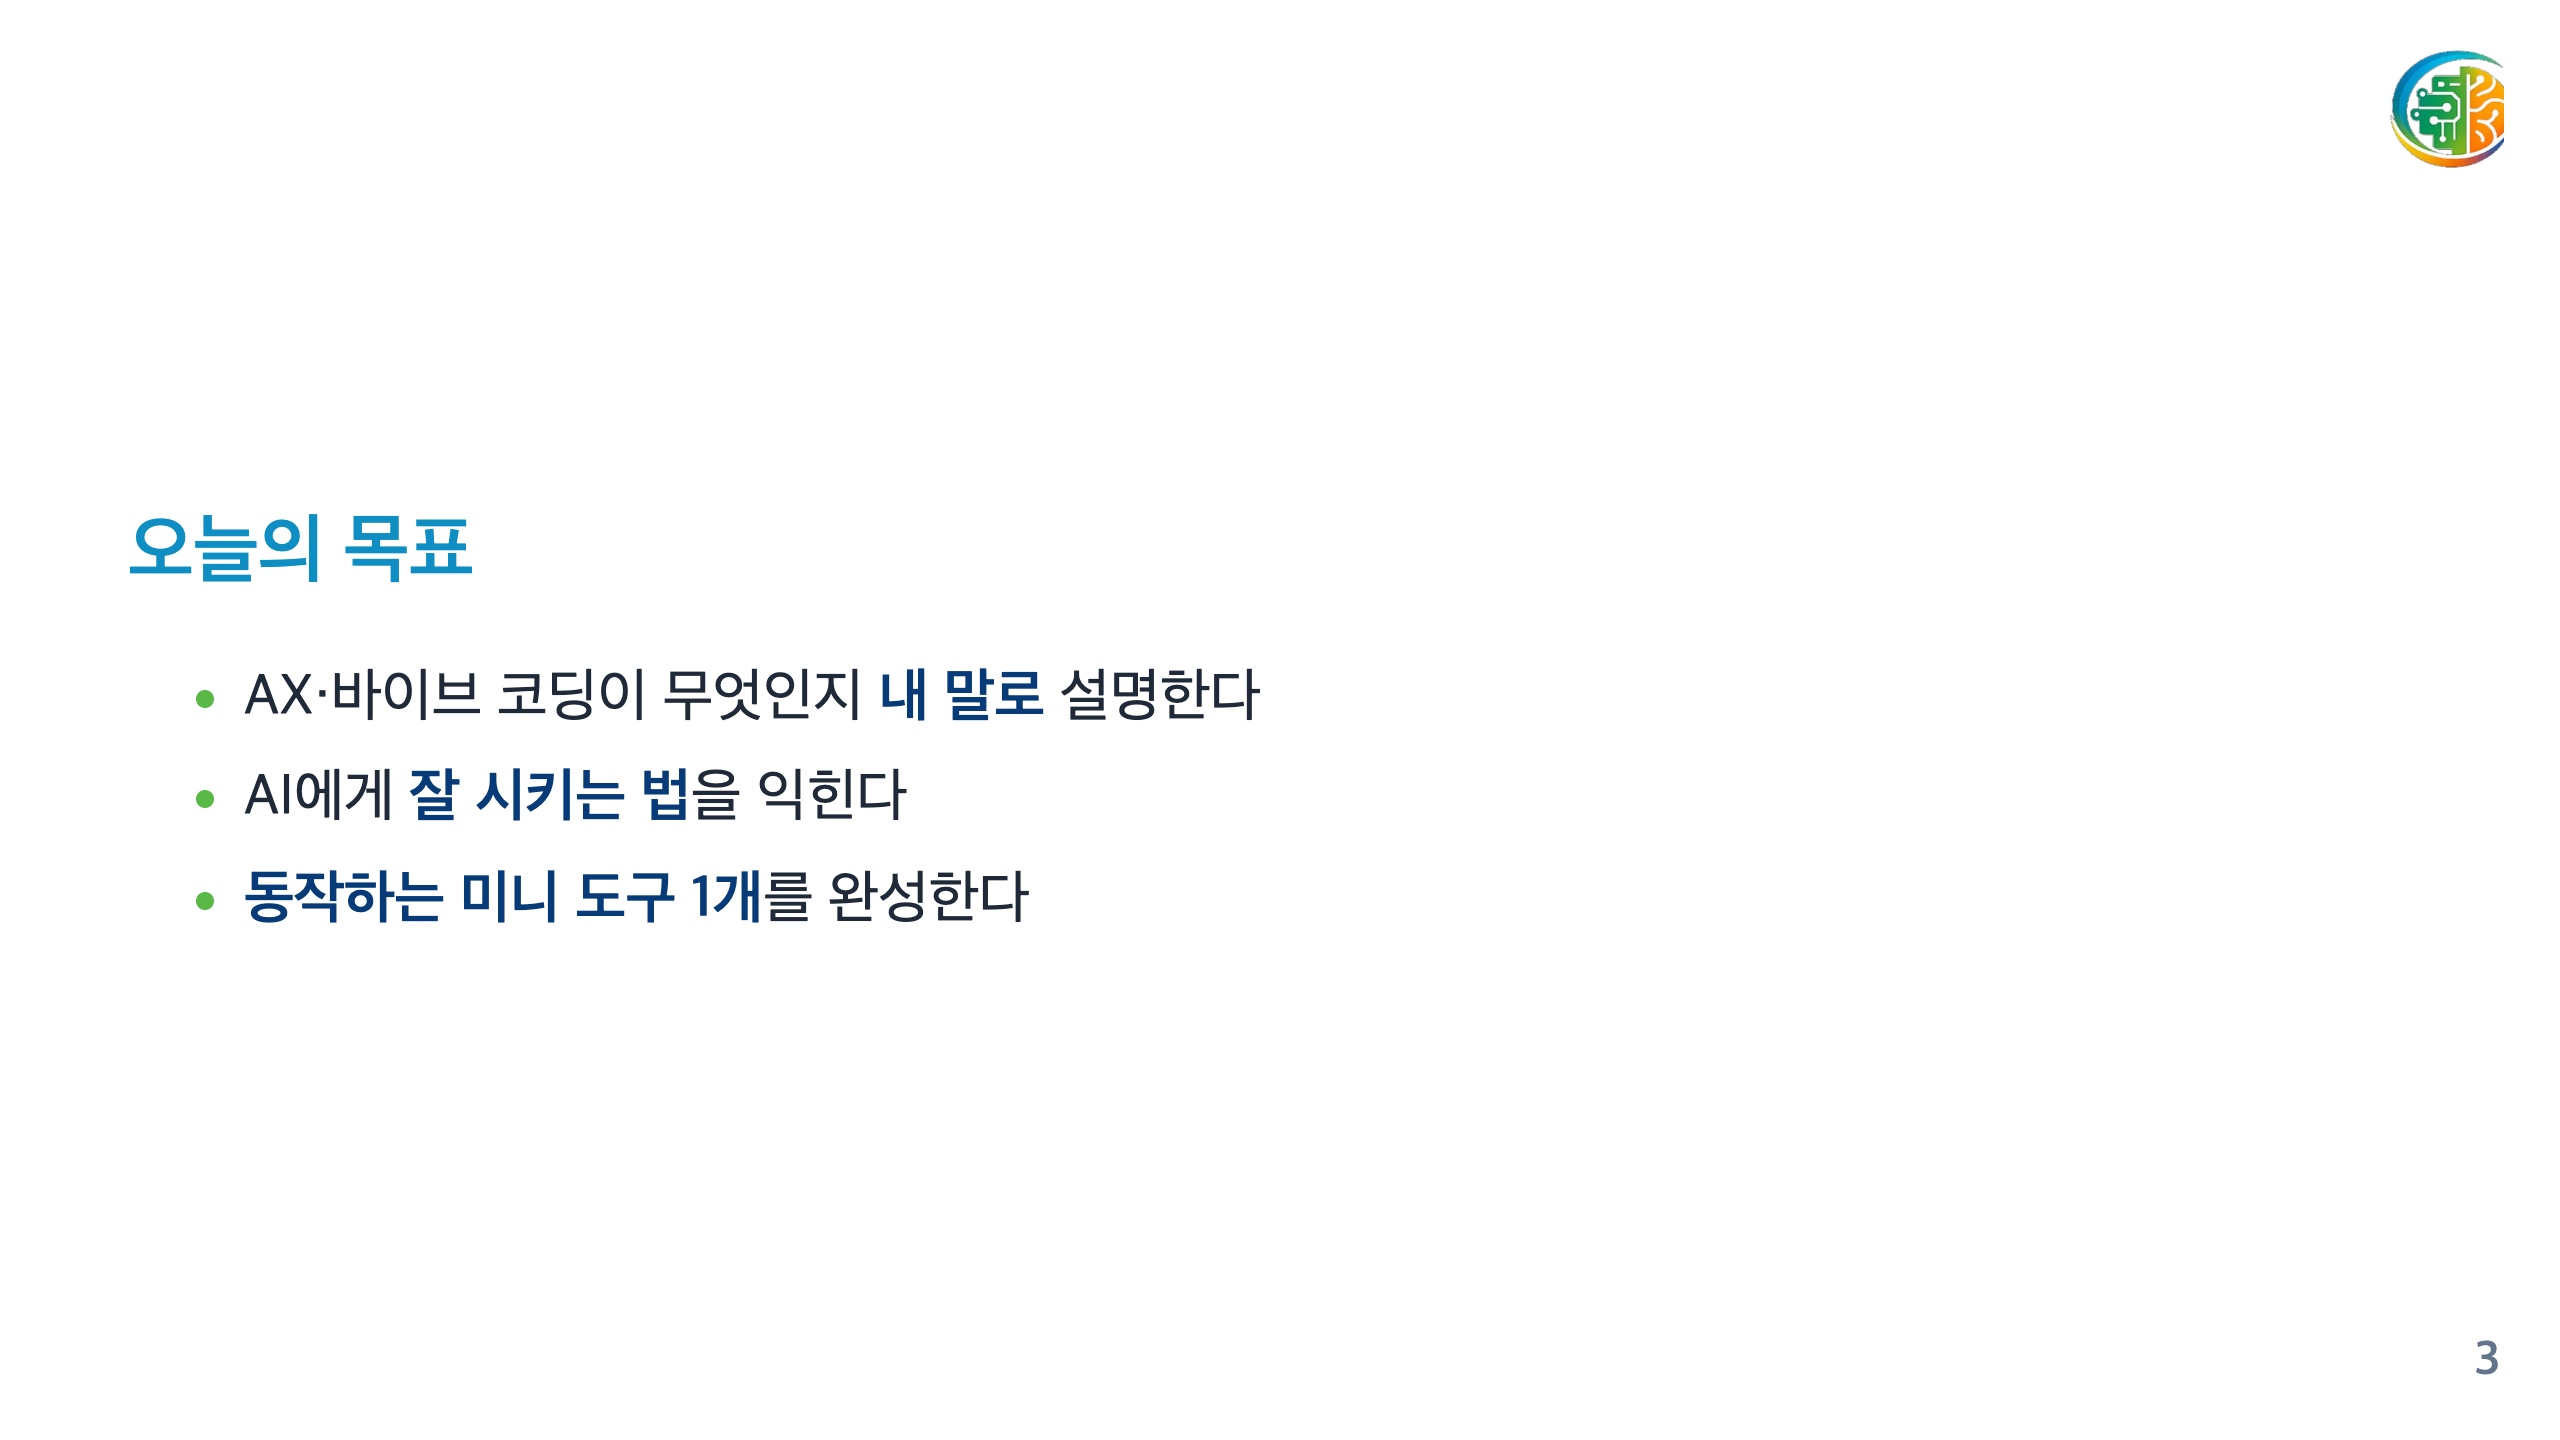 오늘의 목표
• AX·바이브 코딩이 무엇인지 내 말로 설명한다
• AI에게 잘 시키는 법을 익힌다
• 동작하는 미니 도구 1개를 완성한다
3